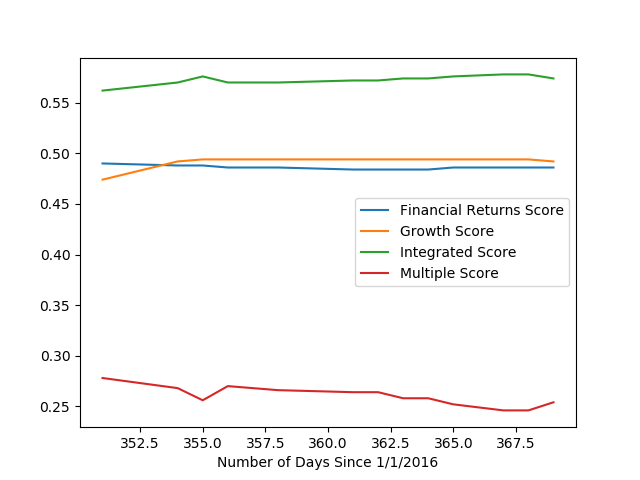 0.55
0.50
0.45
0.40
0.35
0.30
0.25
Financial Returns Score
Growth Score
Integrated Score
Multiple Score
352.5 355.0 357.5 360.0 362.5 365.0 367.5
Number of Days Since 1/1/2016